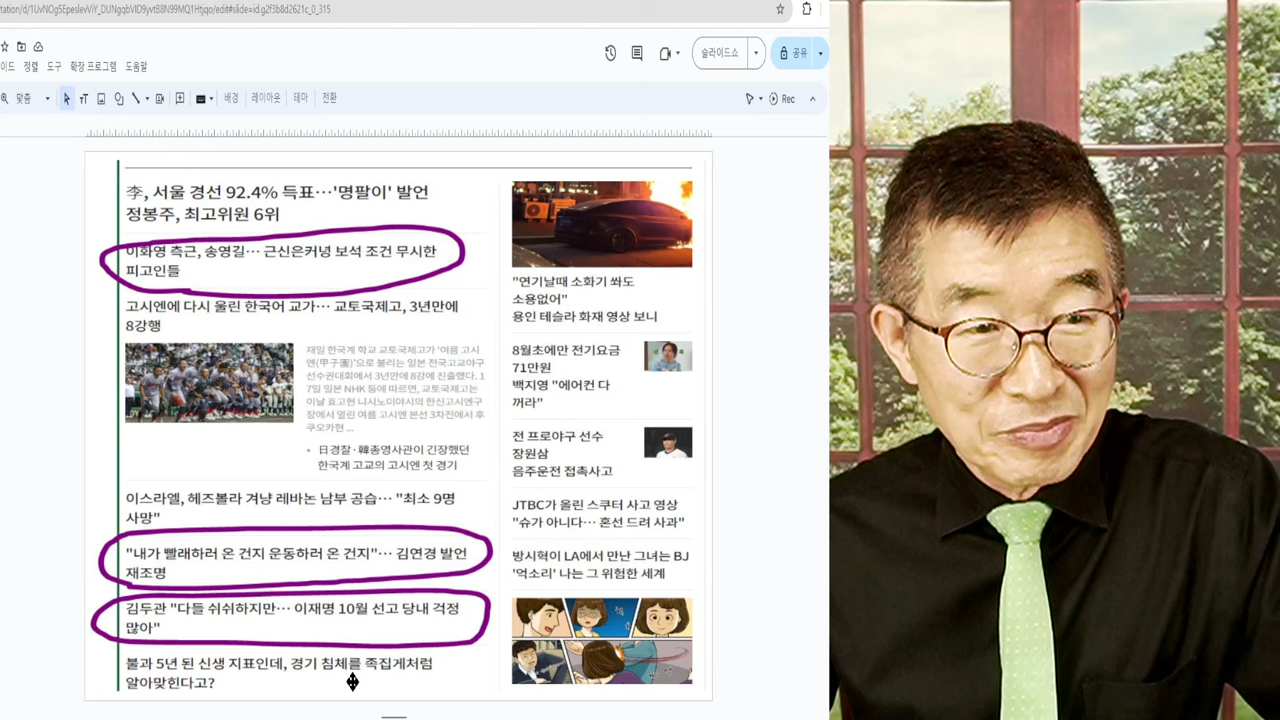 tation/d/1UvNOg5EpeslevViY_DUNgqbVlD9yvtB8N99MQ1Htjqo/edit#slide=id.g2f3b8d2621c_0_315
이드 정렬 도구 확장 프로그램 도움말
슬라이드쇼
공유
맞춤
배경
레이아웃
테마
전환
Rec
李, 서울 경선 92.4% 득표…'명팔이' 발언
정봉주, 최고위원 6위
이화영 측근, 송영길… 근신은커녕 보석 조건 무시한
피고인들
고시엔에 다시 울린 한국어 교가… 교토국제고, 3년만에
8강행
재일 한국계 학교 교토국제고가 '여름 고시
엔(甲子園)'으로 불리는 일본 전국고교야구
선수권대회에서 3년만에 8강에 진출했다. 1
7일 일본 NHK 등에 따르면, 교토국제고는
이날 효고현 니시노미야시의 한신고시엔구
장에서 열린 여름 고시엔 본선 3차전에서 후
쿠오카현 ...
• 日경찰·韓총영사관이 긴장했던
한국계 고교의 고시엔 첫 경기
이스라엘, 헤즈볼라 겨냥 레바논 남부 공습… "최소 9명
사망"
"내가 빨래하러 온 건지 운동하러 온 건지"… 김연경 발언
재조명
김두관 "다들 쉬쉬하지만… 이재명 10월 선고 당내 걱정
많아"
불과 5년 된 신생 지표인데, 경기 침체를 족집게처럼
알아맞힌다고?
"연기날때 소화기 쏴도
소용없어"
용인 테슬라 화재 영상 보니
8월초에만 전기요금
71만원
백지영 "에어컨 다
꺼라"
전 프로야구 선수
장원삼
음주운전 접촉사고
JTBC가 올린 스쿠터 사고 영상
"슈가 아니다… 혼선 드려 사과"
방시혁이 LA에서 만난 그녀는 BJ
'억소리' 나는 그 위험한 세계